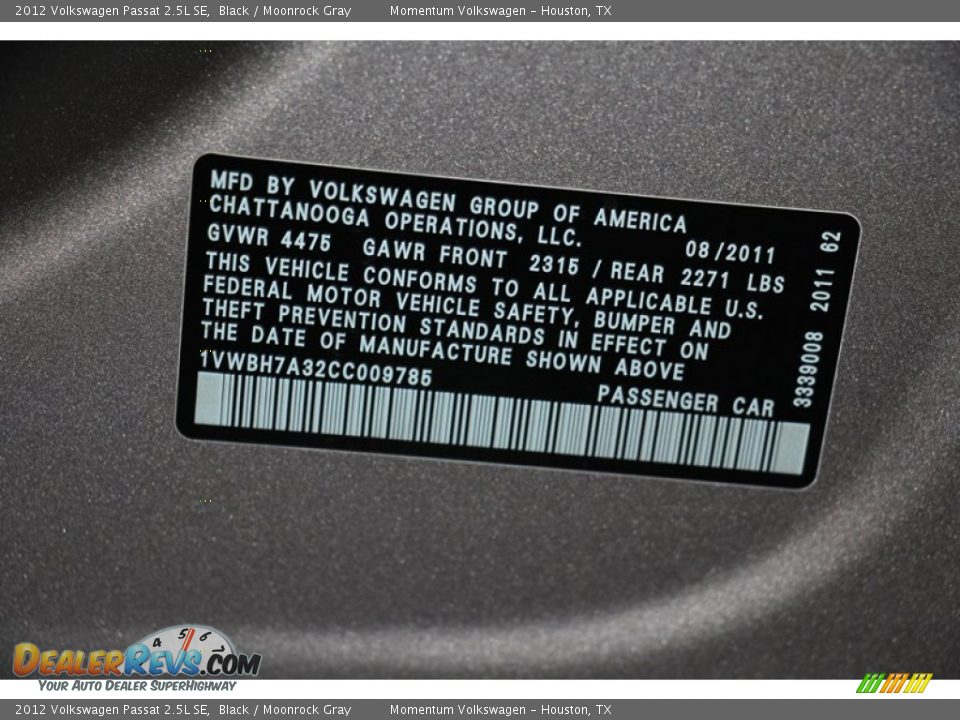 2012 Volkswagen Passat 2.5L SE, Black / Moonrock Gray Momentum Volkswagen - Houston, TX
MFD BY VOLKSWAGEN GROUP OF AMERICA
CHATTANOOGA OPERATIONS, LLC. 08/2011
GVWR 4475 GAWR FRONT 2315 / REAR 2271 LBS
THIS VEHICLE CONFORMS TO ALL APPLICABLE U.S.
FEDERAL MOTOR VEHICLE SAFETY, BUMPER AND
THEFT PREVENTION STANDARDS IN EFFECT ON
THE DATE OF MANUFACTURE SHOWN ABOVE
1VWBH7A32CC009785 PASSENGER CAR
3339008 2011 62
4 5 6 7
DEALERREVS.COM
YOUR AUTO DEALER SUPERHIGHWAY
2012 Volkswagen Passat 2.5L SE, Black / Moonrock Gray Momentum Volkswagen - Houston, TX